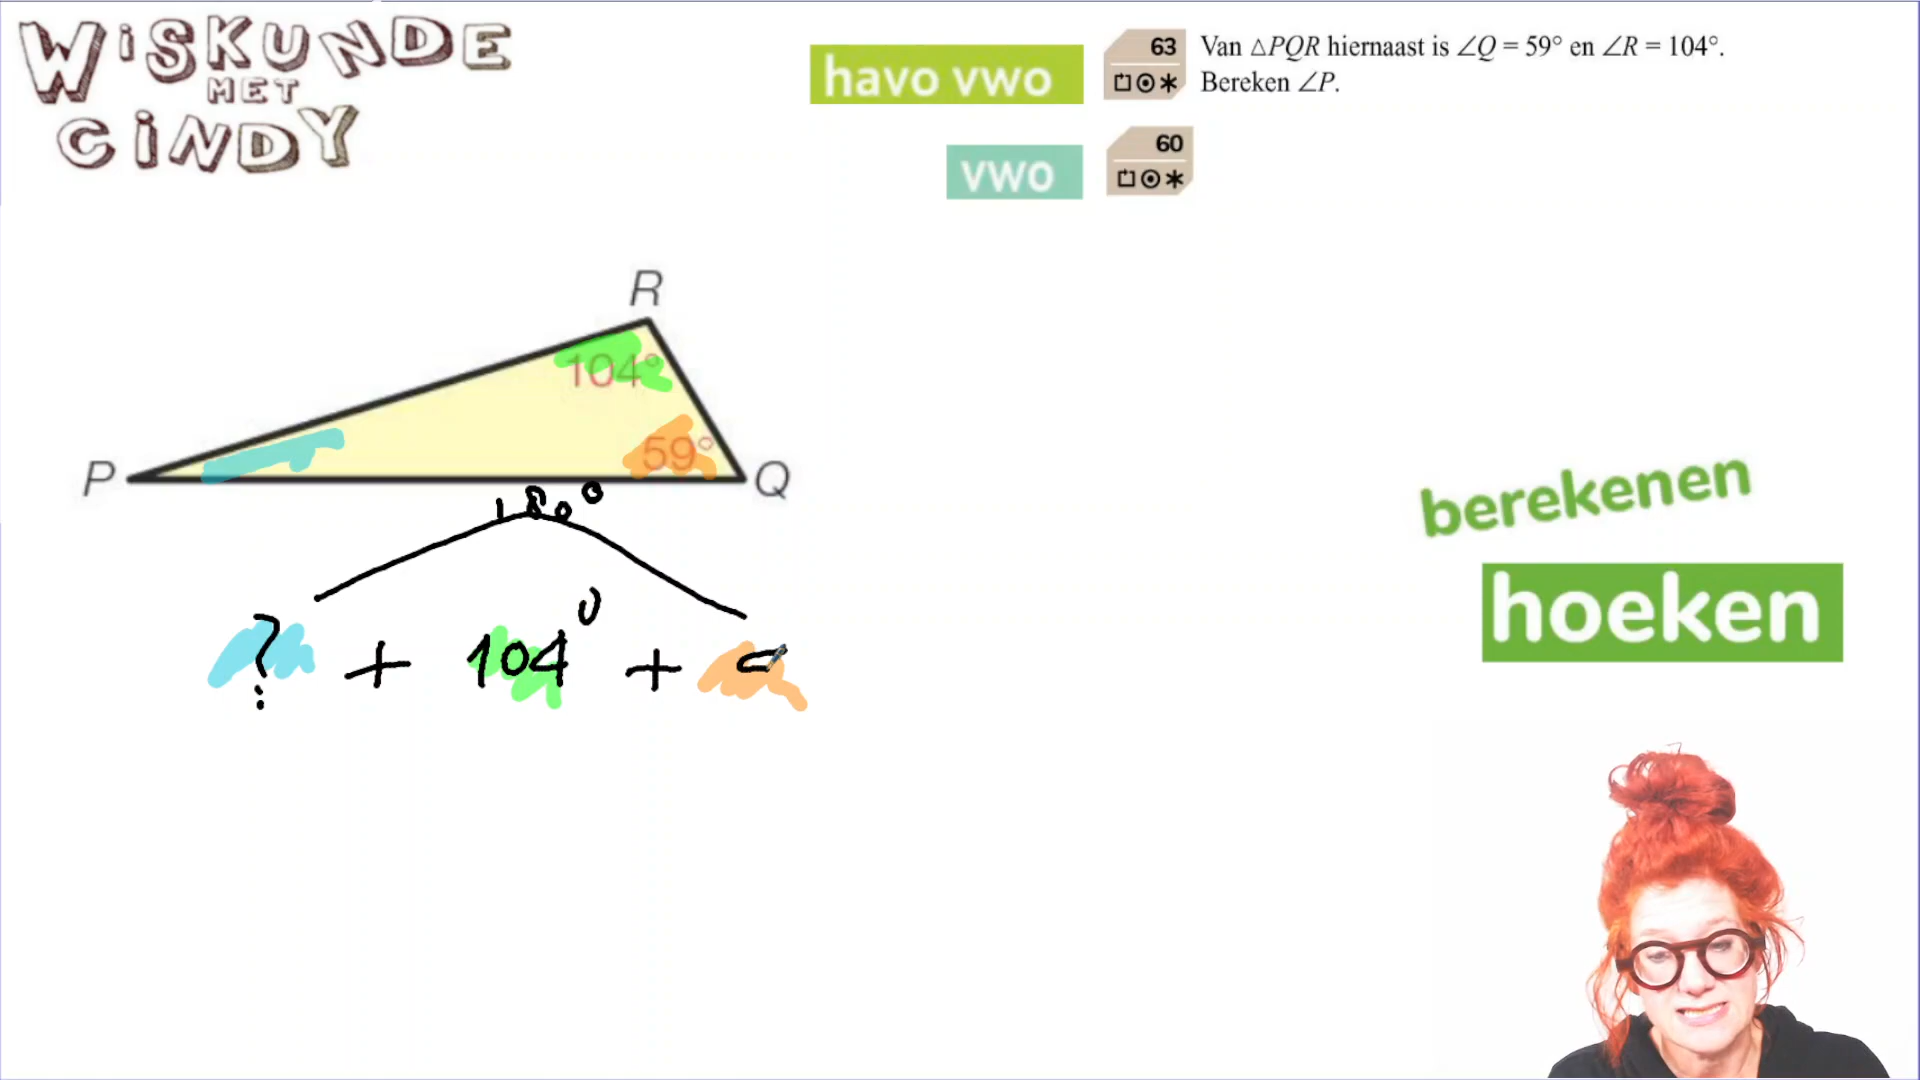 WiSKUNDE
MET
CiNDY
havo vwo
63
Van △PQR hiernaast is ∠Q = 59° en ∠R = 104°.
Bereken ∠P.
vwo
60
R
104°
59°
P
Q
180°
? + 104° +
berekenen
hoeken